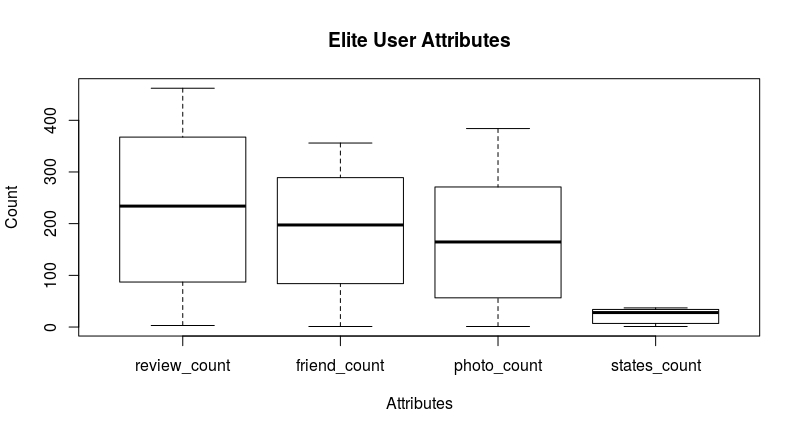 Elite User Attributes
Count
400
300
200
100
0
review_count friend_count photo_count states_count
Attributes